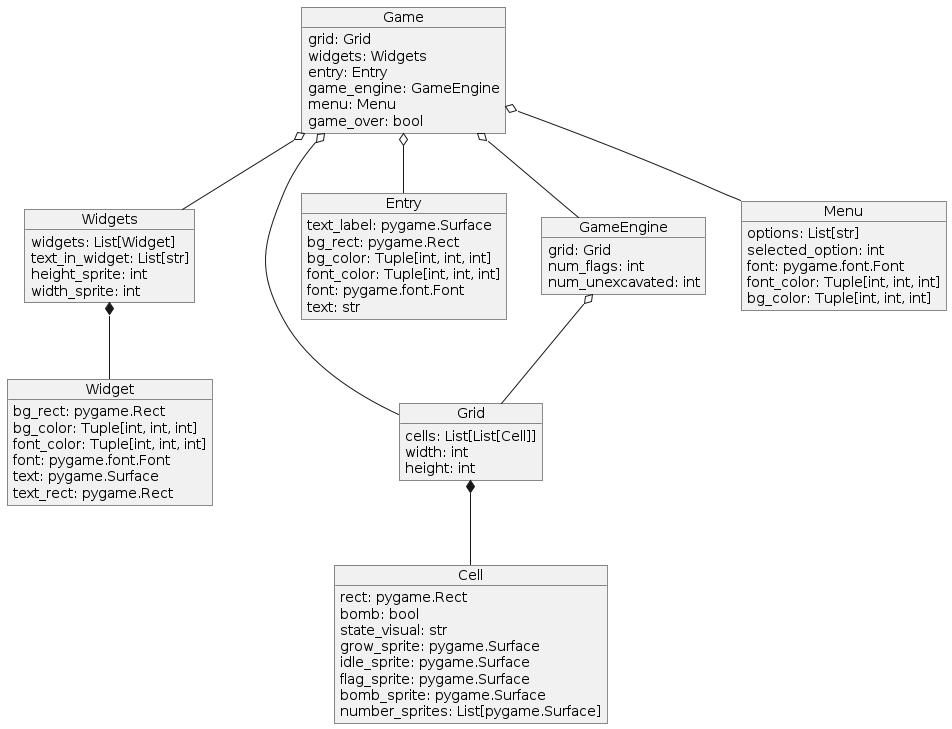 Game
grid: Grid
widgets: Widgets
entry: Entry
game_engine: GameEngine
menu: Menu
game_over: bool
Widgets
widgets: List[Widget]
text_in_widget: List[str]
height_sprite: int
width_sprite: int
Entry
text_label: pygame.Surface
bg_rect: pygame.Rect
bg_color: Tuple[int, int, int]
font_color: Tuple[int, int, int]
font: pygame.font.Font
text: str
GameEngine
grid: Grid
num_flags: int
num_unexcavated: int
Menu
options: List[str]
selected_option: int
font: pygame.font.Font
font_color: Tuple[int, int, int]
bg_color: Tuple[int, int, int]
Widget
bg_rect: pygame.Rect
bg_color: Tuple[int, int, int]
font_color: Tuple[int, int, int]
font: pygame.font.Font
text: pygame.Surface
text_rect: pygame.Rect
Grid
cells: List[List[Cell]]
width: int
height: int
Cell
rect: pygame.Rect
bomb: bool
state_visual: str
grow_sprite: pygame.Surface
idle_sprite: pygame.Surface
flag_sprite: pygame.Surface
bomb_sprite: pygame.Surface
number_sprites: List[pygame.Surface]